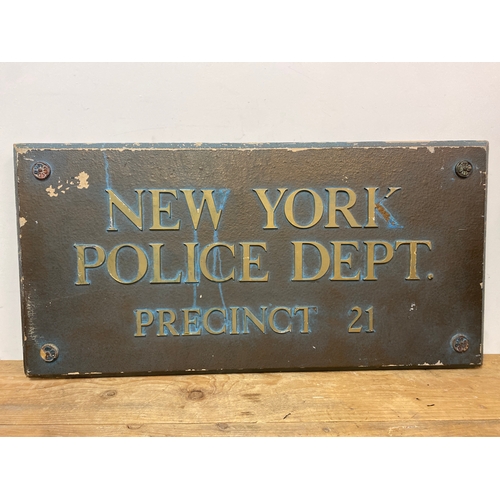 NEW YORK
POLICE DEPT.
PRECINCT 21